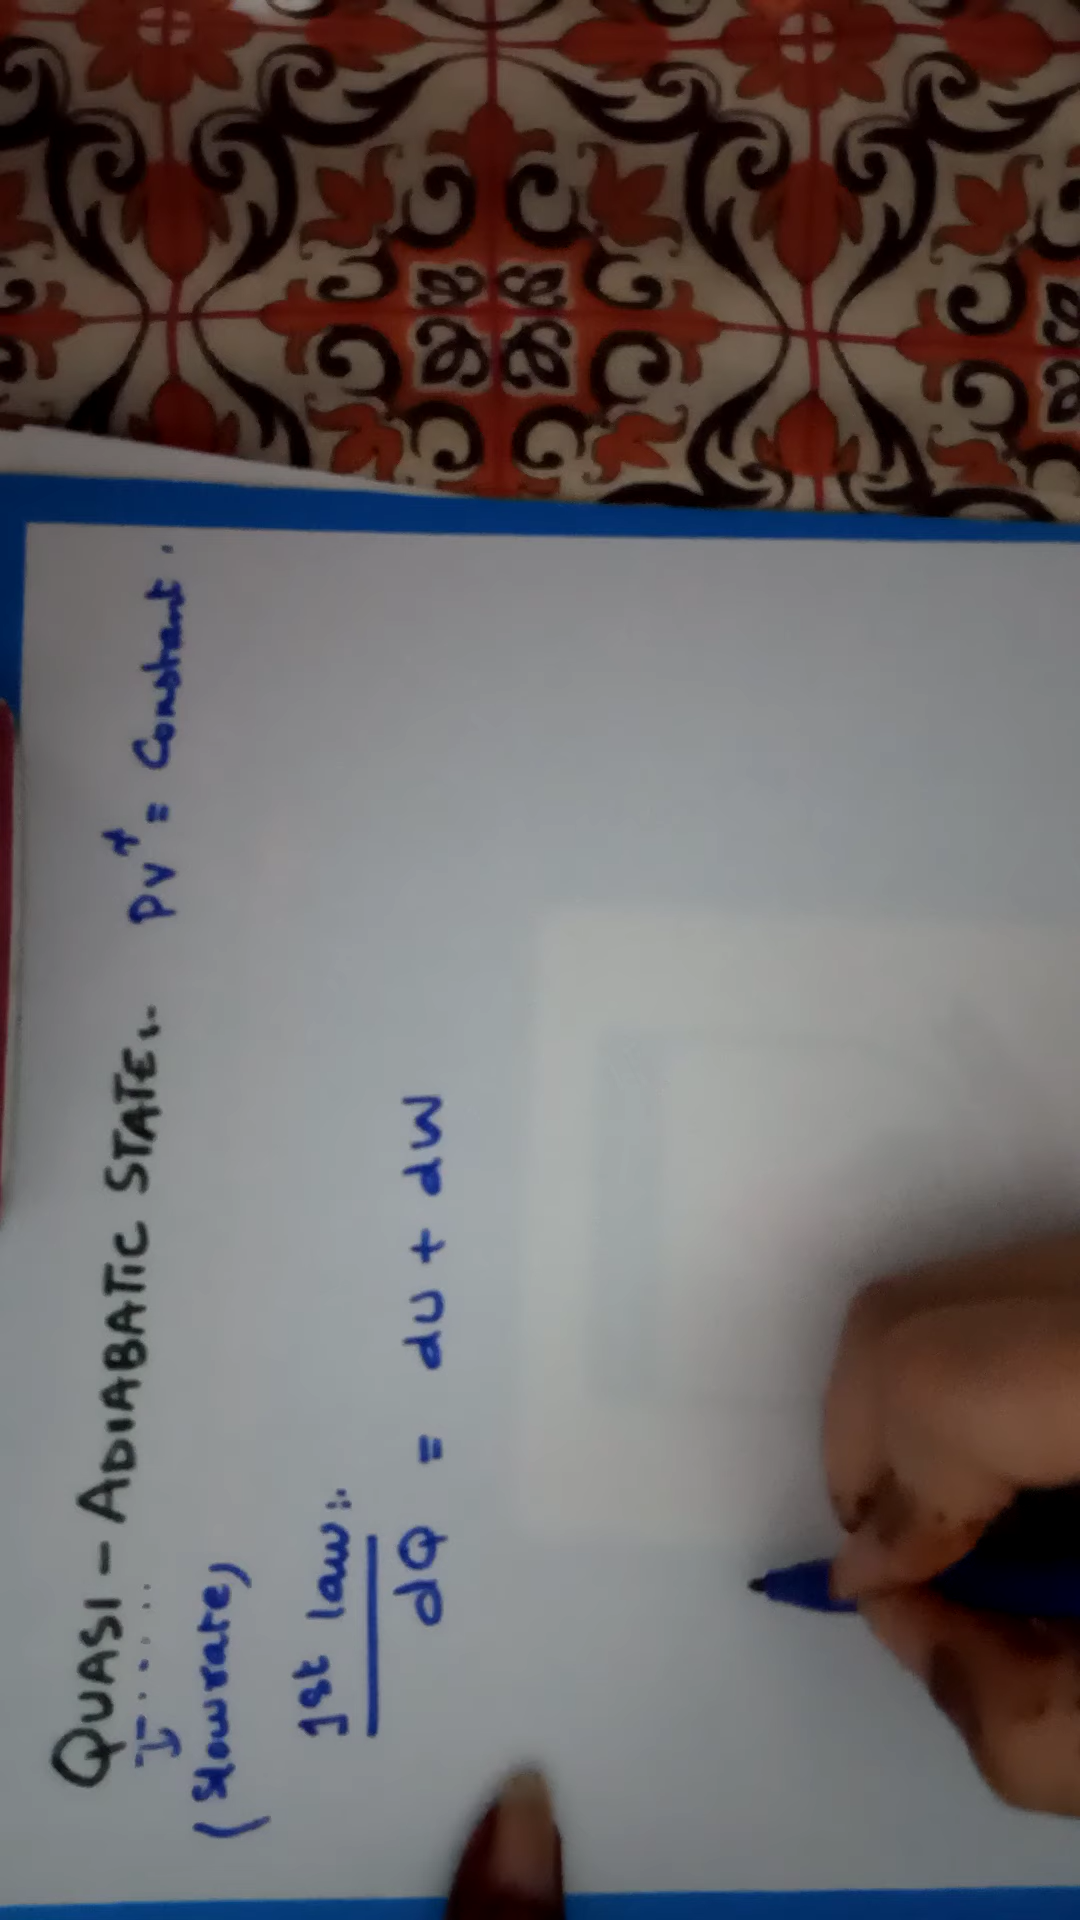 QUASI - ADIABATIC STATE:- PV^γ = Constant.
(Slow rate)
1st law:-
dQ = dU + dW